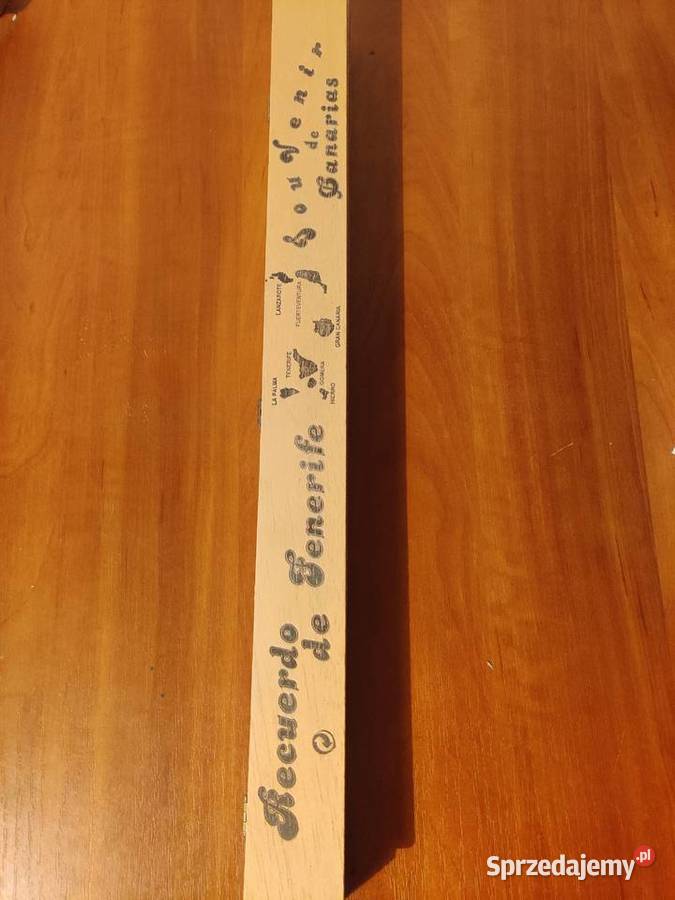 Recuerdo
de Tenerife
LA PALMA
TENERIFE
GOMERA
HIERRO
LANZAROTE
FUERTEVENTURA
GRAN CANARIA
Souvenir
de
Canarias
Sprzedajemy.pl